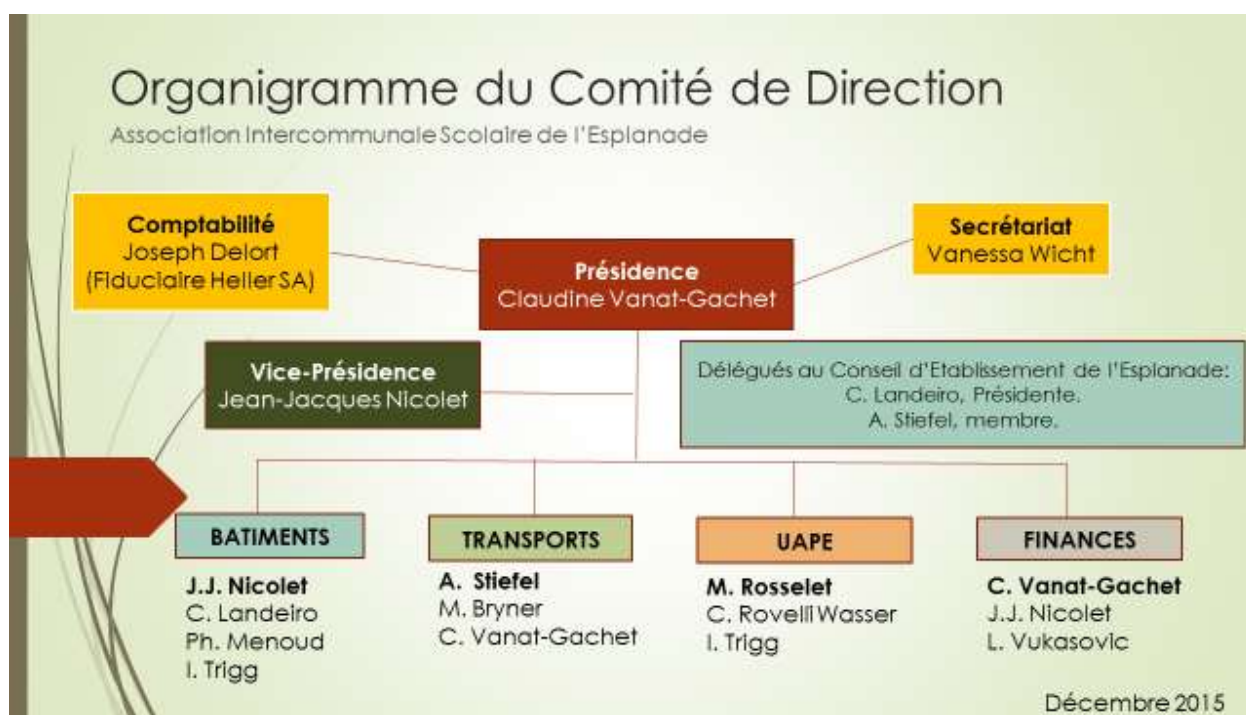 Organigramme du Comité de Direction
Association Intercommunale Scolaire de l'Esplanade
Comptabilité
Joseph Delort
(Fiduciaire Heller SA)
Secrétariat
Vanessa Wicht
Présidence
Claudine Vanat-Gachet
Vice-Présidence
Jean-Jacques Nicolet
Délégués au Conseil d'Etablissement de l'Esplanade:
C. Landeiro, Présidente.
A. Stiefel, membre.
BATIMENTS
J.J. Nicolet
C. Landeiro
Ph. Menoud
I. Trigg
TRANSPORTS
A. Stiefel
M. Bryner
C. Vanat-Gachet
UAPE
M. Rosselet
C. Rovelli Wasser
I. Trigg
FINANCES
C. Vanat-Gachet
J.J. Nicolet
L. Vukasovic
Décembre 2015